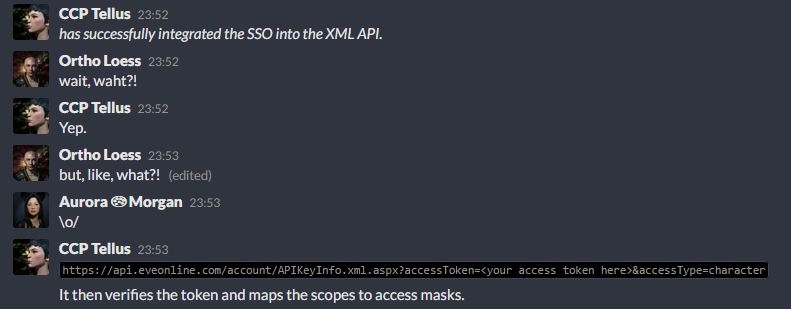 CCP Tellus 23:52
has successfully integrated the SSO into the XML API.
Ortho Loess 23:52
wait, waht?!
CCP Tellus 23:52
Yep.
Ortho Loess 23:53
but, like, what?! (edited)
Aurora Morgan 23:53
\o/
CCP Tellus 23:53
https://api.eveonline.com/account/APIKeyInfo.xml.aspx?accessToken=<your access token here>&accessType=character
It then verifies the token and maps the scopes to access masks.